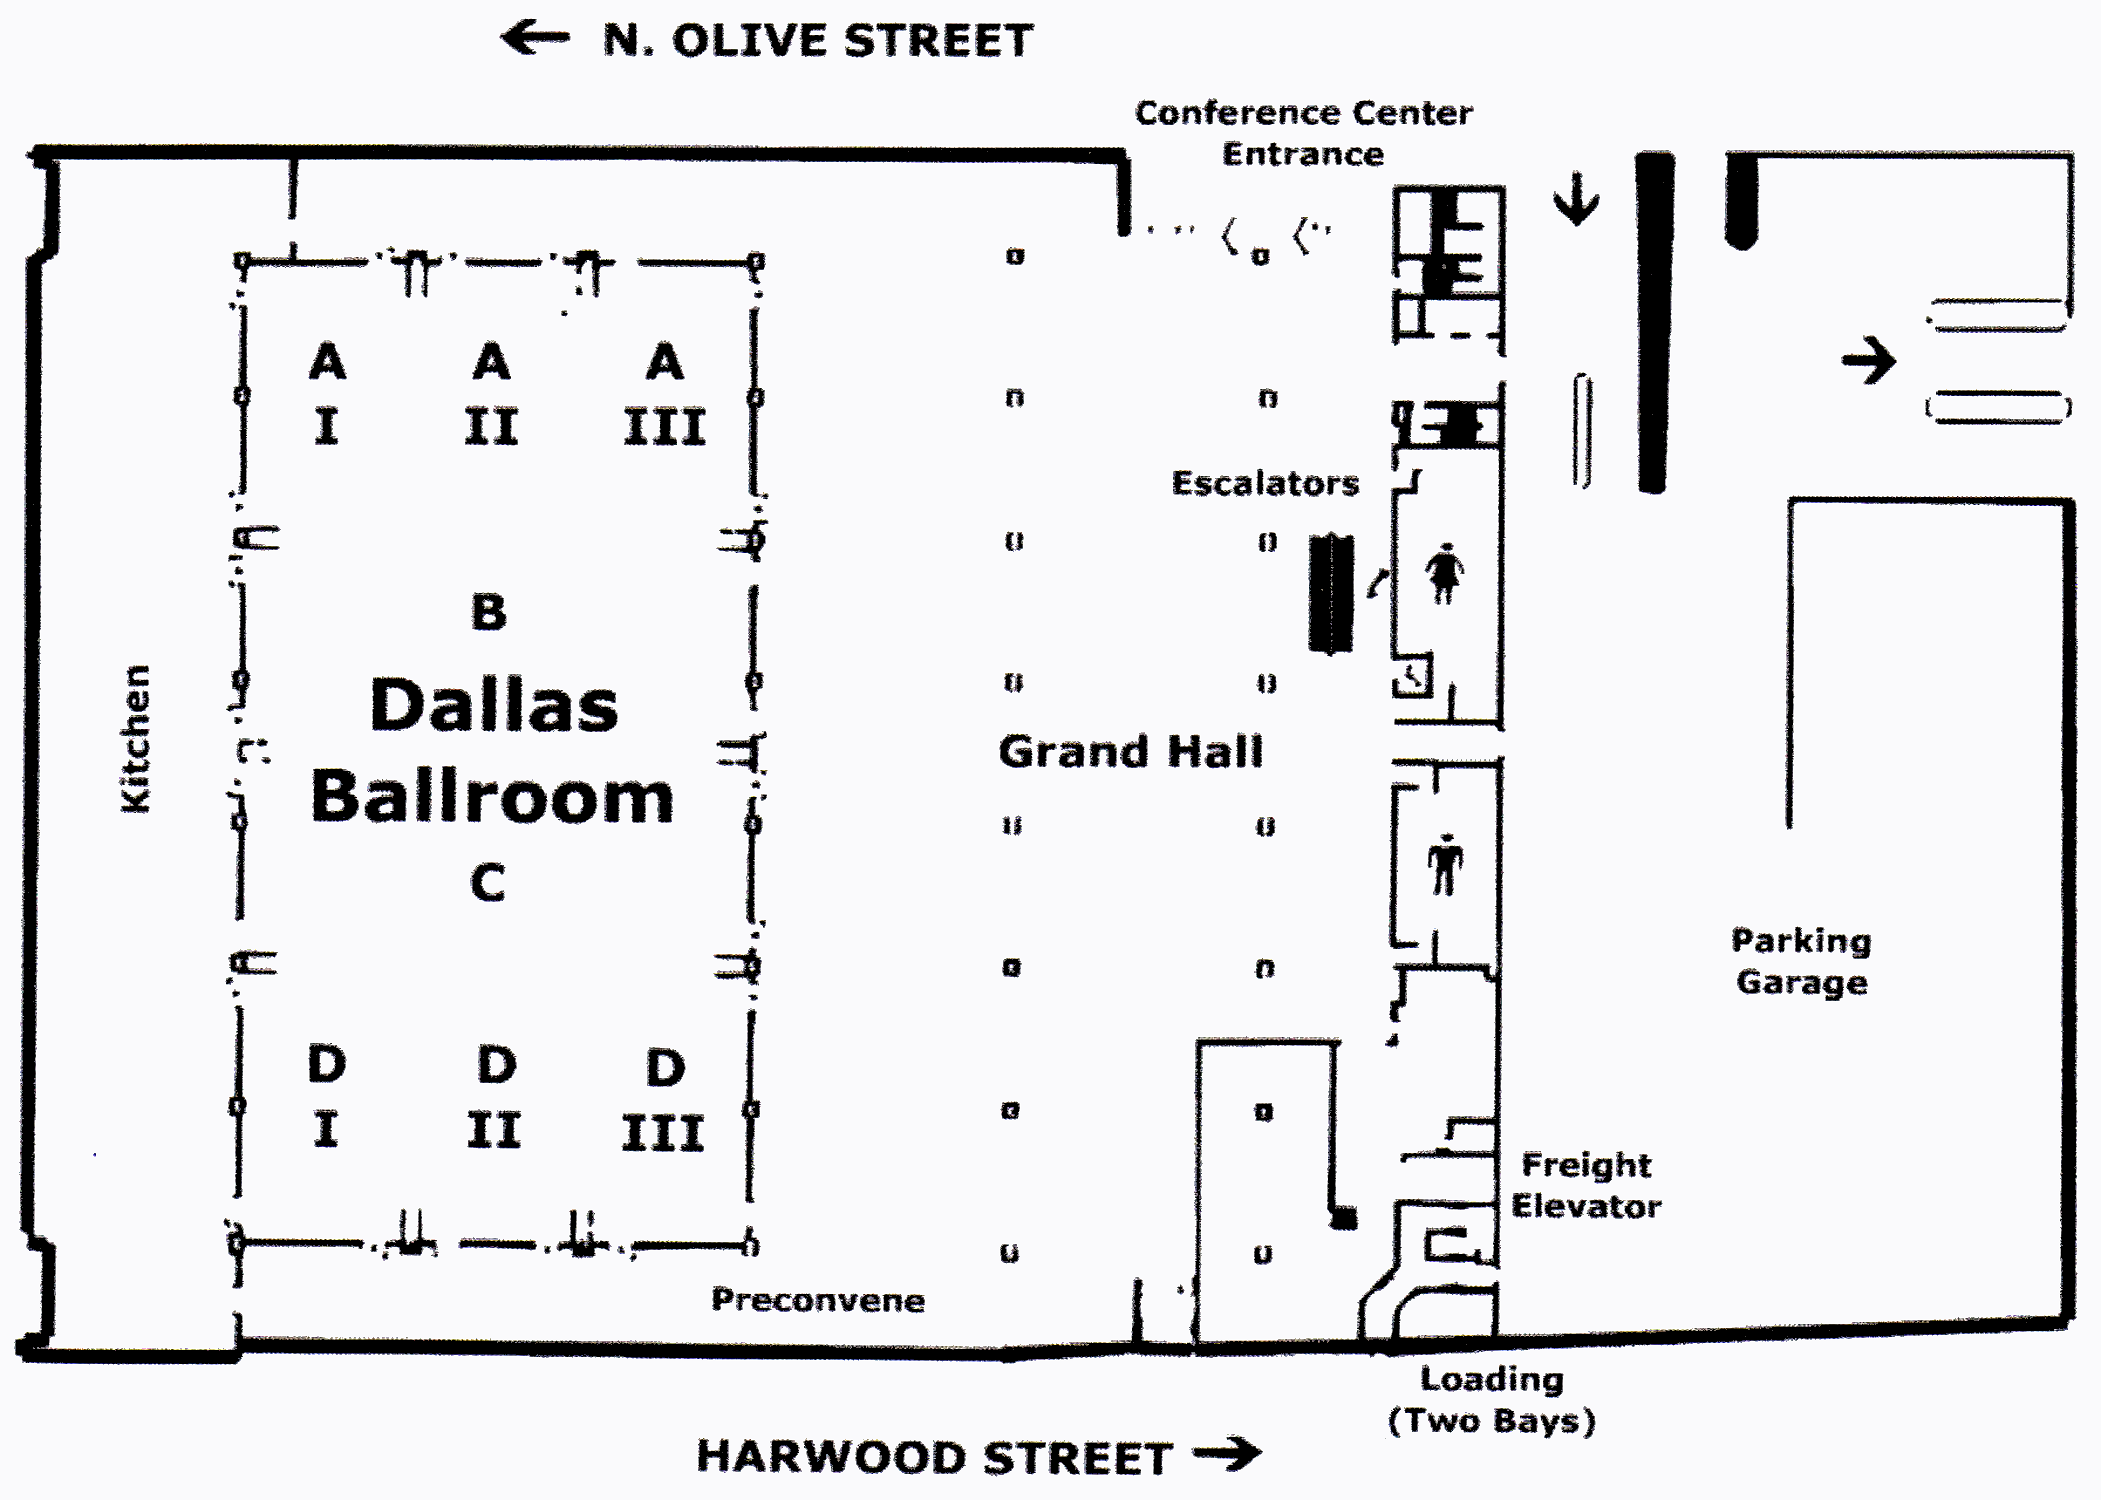 N. OLIVE STREET
Conference Center
Entrance
A
I
A
II
A
III
Escalators
B
Dallas
Ballroom
C
Kitchen
Grand Hall
Parking
Garage
D
I
D
II
D
III
Freight
Elevator
Preconvene
Loading
(Two Bays)
HARWOOD STREET